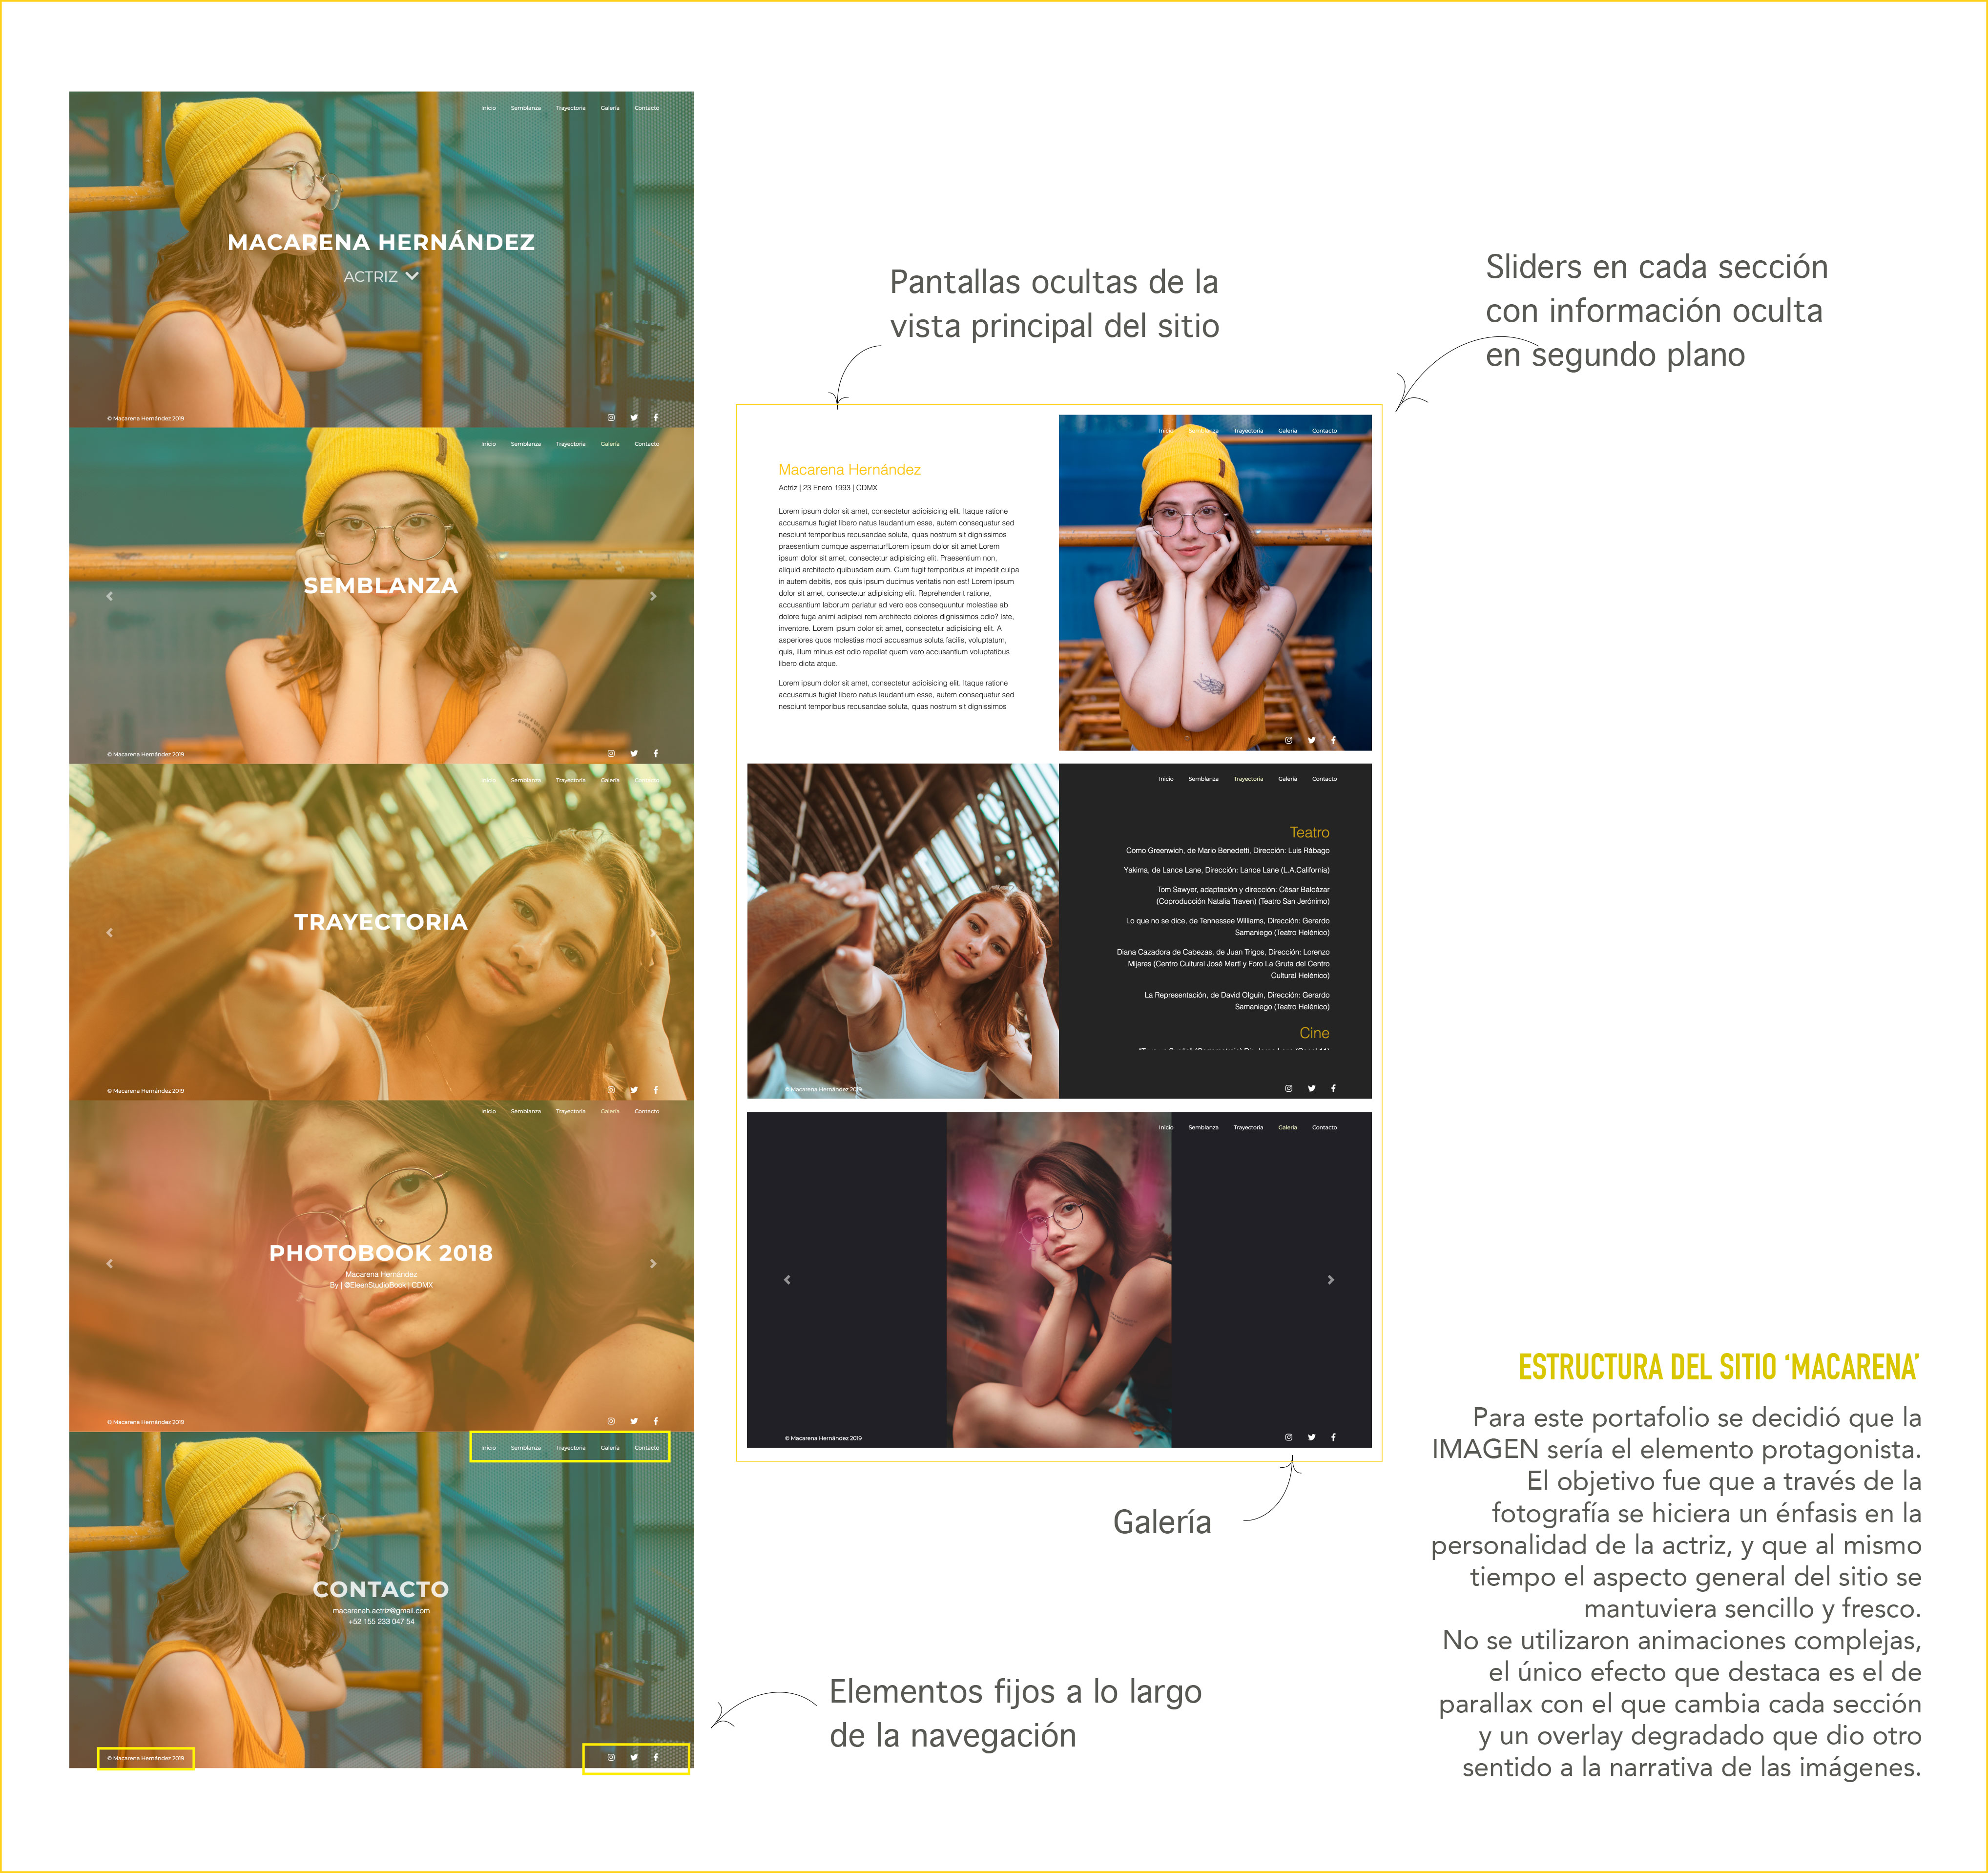 Inicio Semblanza Trayectoria Galería Contacto
MACARENA HERNÁNDEZ
ACTRIZ
© Macarena Hernández 2019
Inicio Semblanza Trayectoria Galería Contacto
SEMBLANZA
© Macarena Hernández 2019
Semblanza Trayectoria Galería
TRAYECTORIA
© Macarena Hernández 2019
Inicio Semblanza Trayectoria Galería Contacto
PHOTOBOOK 2018
Macarena Hernández
By | @EleenStudioBook | CDMX
© Macarena Hernández 2019
Inicio Semblanza Trayectoria Galería Contacto
CONTACTO
macarenah.actriz@gmail.com
+52 155 233 047 54
© Macarena Hernández 2019
Pantallas ocultas de la
vista principal del sitio
Sliders en cada sección
con información oculta
en segundo plano
Inicio Semblanza Trayectoria Galería Contacto
Macarena Hernández
Actriz | 23 Enero 1993 | CDMX
Lorem ipsum dolor sit amet, consectetur adipisicing elit. Itaque ratione
accusamus fugiat libero natus laudantium esse, autem consequatur sed
nesciunt temporibus recusandae soluta, quas nostrum sit dignissimos
praesentium cumque aspernatur!Lorem ipsum dolor sit amet Lorem
ipsum dolor sit amet, consectetur adipisicing elit. Praesentium non,
aliquid architecto quibusdam eum. Cum fugit temporibus at impedit culpa
in autem debitis, eos quis ipsum ducimus veritatis non est! Lorem ipsum
dolor sit amet, consectetur adipisicing elit. Reprehenderit ratione,
accusantium laborum pariatur ad vero eos consequuntur molestiae ab
dolore fuga animi adipisci rem architecto dolores dignissimos odio? Iste,
inventore. Lorem ipsum dolor sit amet, consectetur adipisicing elit. A
asperiores quos molestias modi accusamus soluta facilis, voluptatum,
quis, illum minus est odio repellat quam vero accusantium voluptatibus
libero dicta atque.
Lorem ipsum dolor sit amet, consectetur adipisicing elit. Itaque ratione
accusamus fugiat libero natus laudantium esse, autem consequatur sed
nesciunt temporibus recusandae soluta, quas nostrum sit dignissimos
Inicio Semblanza Trayectoria Galería Contacto
Teatro
Como Greenwich, de Mario Benedetti, Dirección: Luis Rábago
Yakima, de Lance Lane, Dirección: Lance Lane (L.A.California)
Tom Sawyer, adaptación y dirección: César Balcázar
(Coproducción Natalia Traven) (Teatro San Jerónimo)
Lo que no se dice, de Tennessee Williams, Dirección: Gerardo
Samaniego (Teatro Helénico)
Diana Cazadora de Cabezas, de Juan Trigos, Dirección: Lorenzo
Mijares (Centro Cultural José Martí y Foro La Gruta del Centro
Cultural Helénico)
La Representación, de David Olguín, Dirección: Gerardo
Samaniego (Teatro Helénico)
Cine
© Macarena Hernández 2019
Inicio Semblanza Trayectoria Galería Contacto
© Macarena Hernández 2019
Galería
Elementos fijos a lo largo
de la navegación
ESTRUCTURA DEL SITIO ‘MACARENA’
Para este portafolio se decidió que la
IMAGEN sería el elemento protagonista.
El objetivo fue que a través de la
fotografía se hiciera un énfasis en la
personalidad de la actriz, y que al mismo
tiempo el aspecto general del sitio se
mantuviera sencillo y fresco.
No se utilizaron animaciones complejas,
el único efecto que destaca es el de
parallax con el que cambia cada sección
y un overlay degradado que dio otro
sentido a la narrativa de las imágenes.